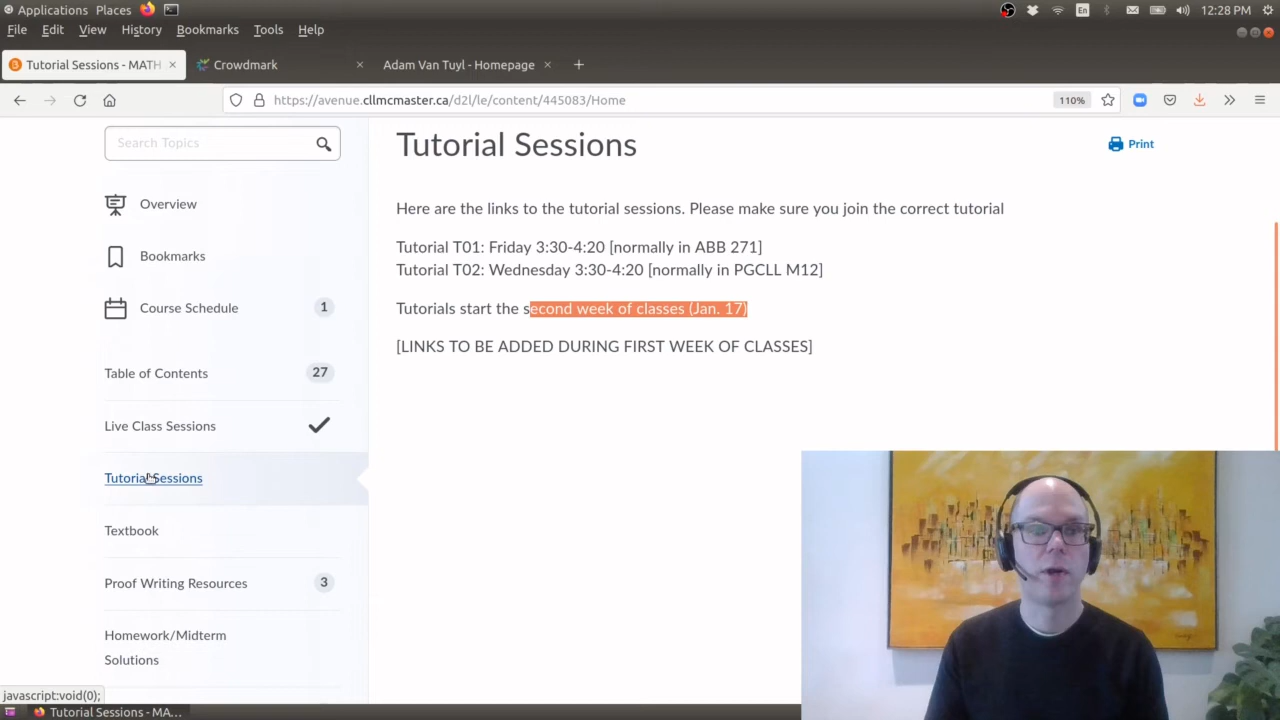 Applications Places 12:28 PM
En
File Edit View History Bookmarks Tools Help
Tutorial Sessions - MATH Crowdmark Adam Van Tuyl - Homepage
https://avenue.cllmcmaster.ca/d2l/le/content/445083/Home 110%
Search Topics
Overview
Bookmarks
Course Schedule 1
Table of Contents 27
Live Class Sessions
Tutorial Sessions
Textbook
Proof Writing Resources 3
Homework/Midterm
Solutions
Tutorial Sessions
Print
Here are the links to the tutorial sessions. Please make sure you join the correct tutorial
Tutorial T01: Friday 3:30-4:20 [normally in ABB 271]
Tutorial T02: Wednesday 3:30-4:20 [normally in PGCLL M12]
Tutorials start the second week of classes (Jan. 17)
[LINKS TO BE ADDED DURING FIRST WEEK OF CLASSES]
javascript:void(0);
Tutorial Sessions - MA...